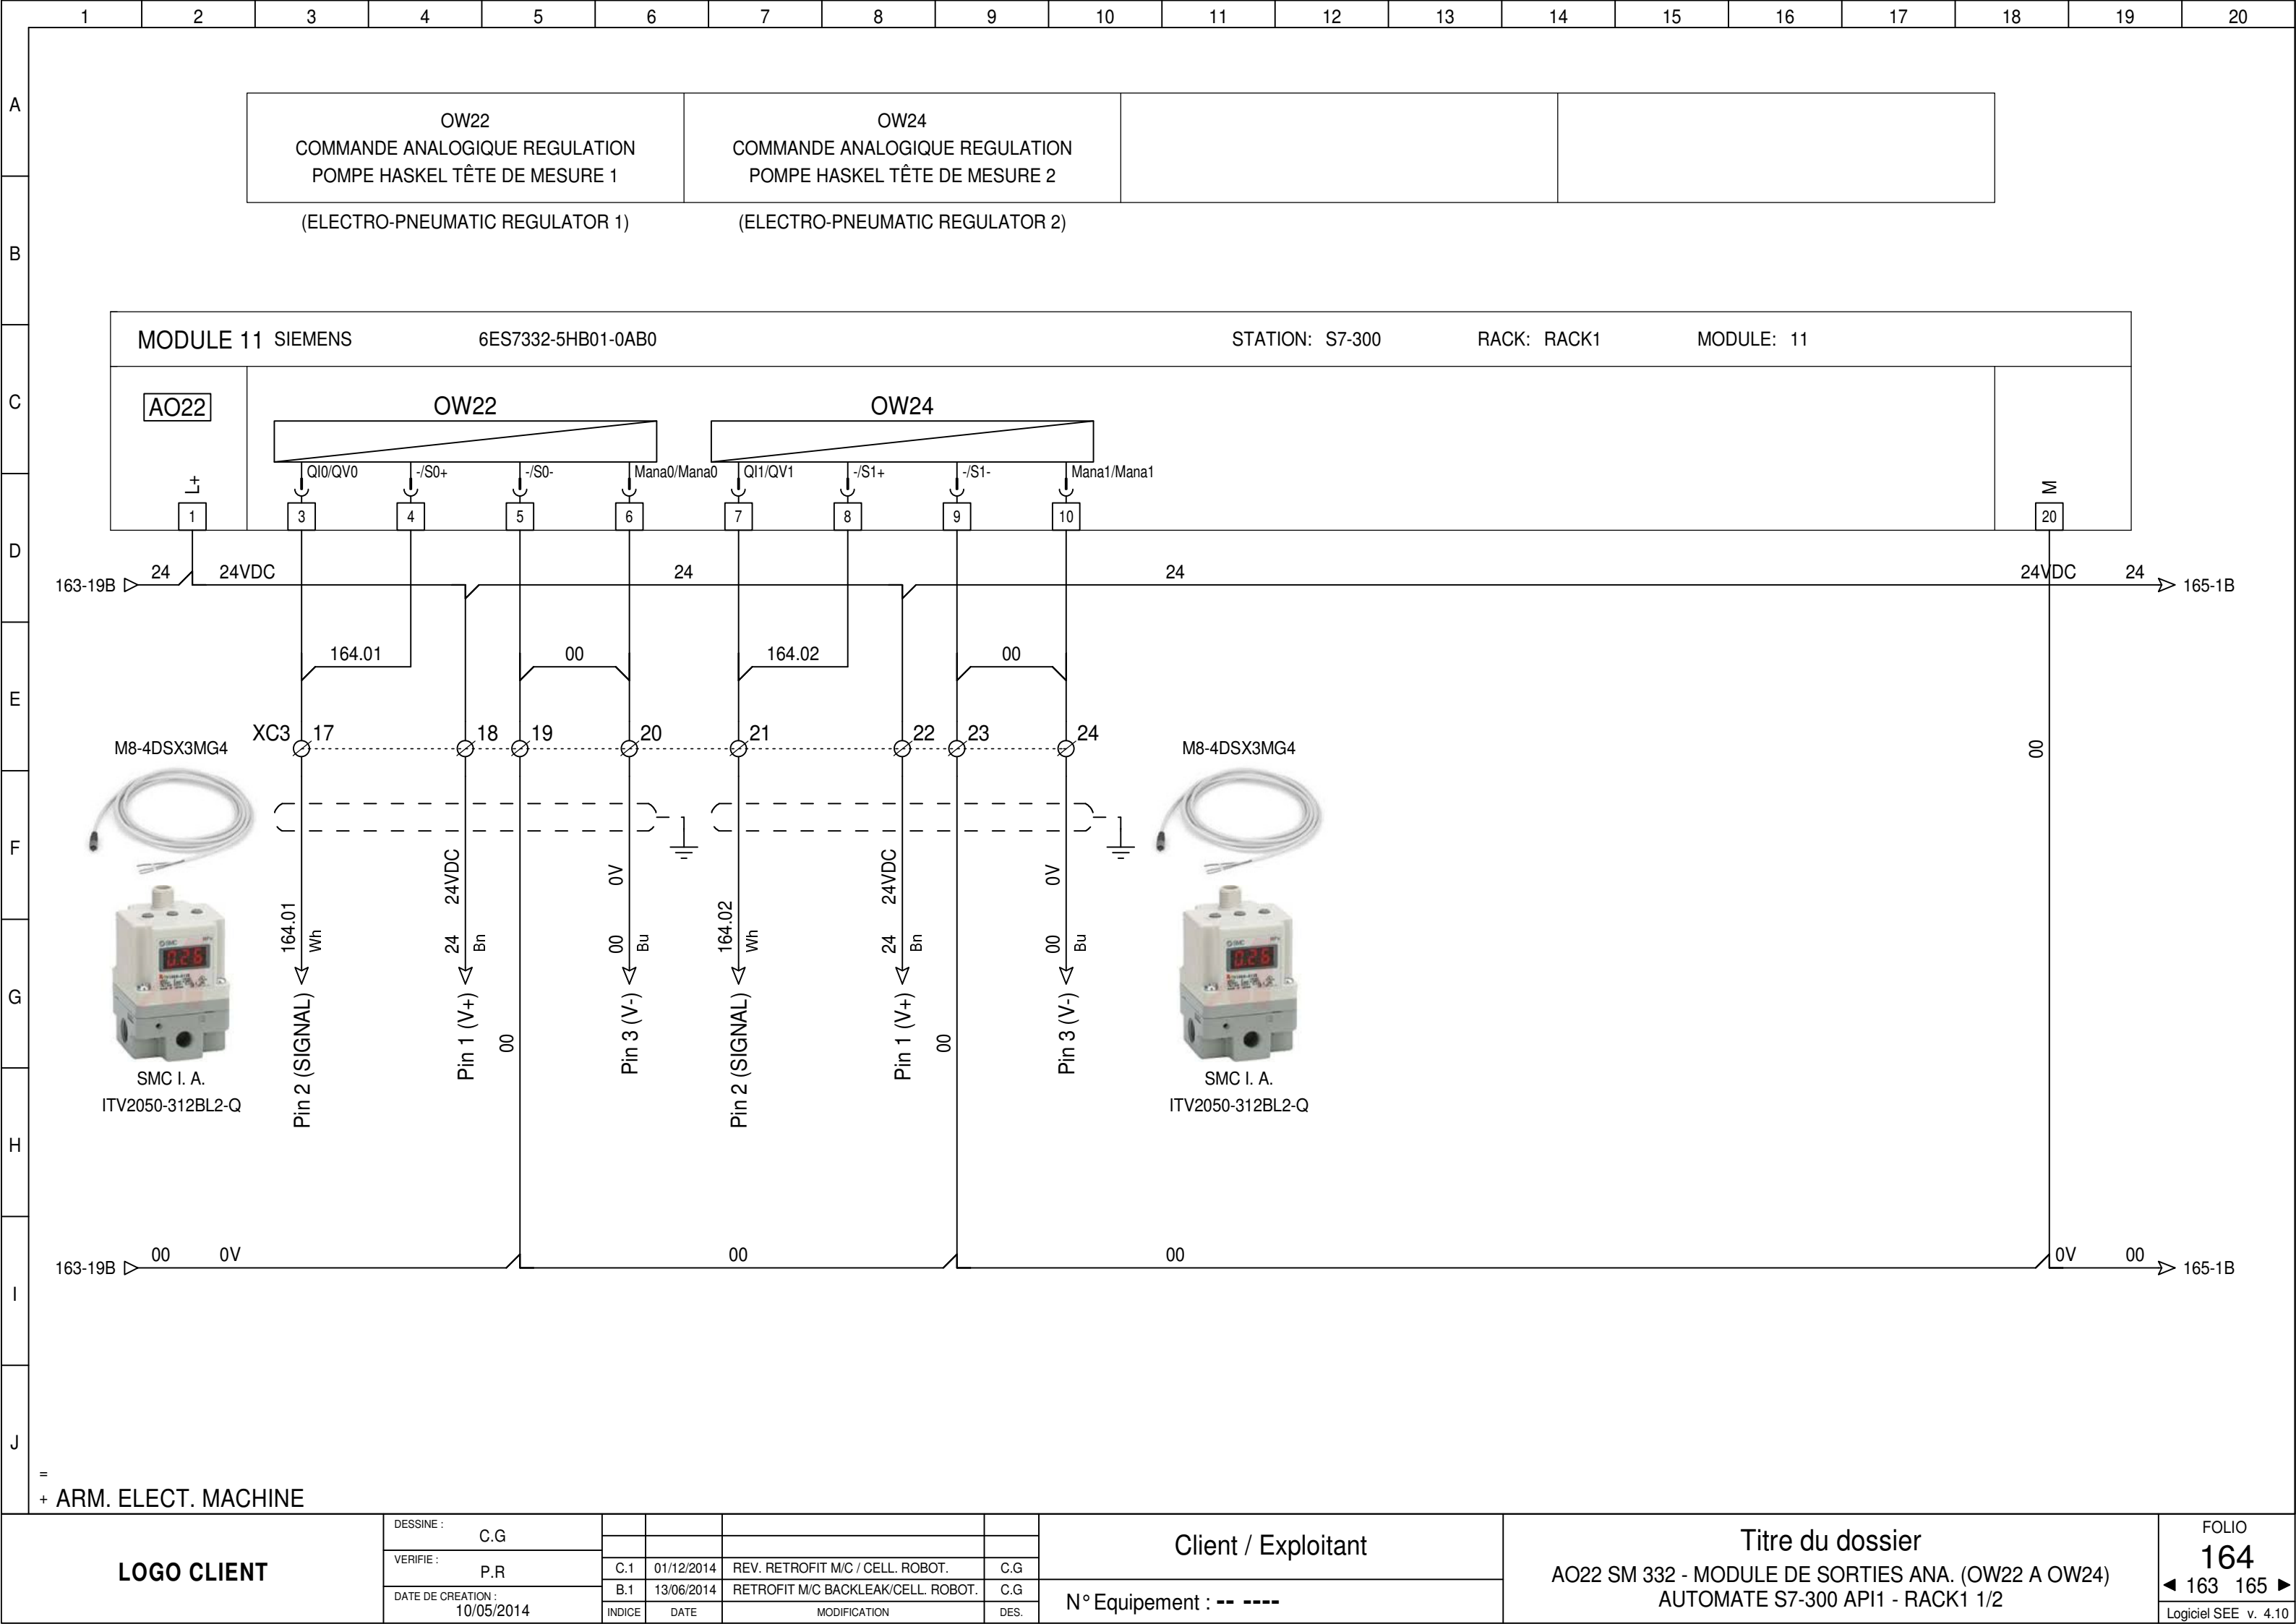 1 2 3 4 5 6 7 8 9 10 11 12 13 14 15 16 17 18 19 20
A
B
C
D
E
F
G
H
I
J
OW22
COMMANDE ANALOGIQUE REGULATION
POMPE HASKEL TÊTE DE MESURE 1
(ELECTRO-PNEUMATIC REGULATOR 1)
OW24
COMMANDE ANALOGIQUE REGULATION
POMPE HASKEL TÊTE DE MESURE 2
(ELECTRO-PNEUMATIC REGULATOR 2)
MODULE 11 SIEMENS 6ES7332-5HB01-0AB0 STATION: S7-300 RACK: RACK1 MODULE: 11
AO22 OW22 OW24
L+ QI0/QV0 -/S0+ -/S0- Mana0/Mana0 QI1/QV1 -/S1+ -/S1- Mana1/Mana1 M
1 3 4 5 6 7 8 9 10 20
163-19B 24 24VDC 24 24 24VDC 24 165-1B
164.01 00 164.02 00
XC3 17 18 19 20 21 22 23 24
M8-4DSX3MG4
M8-4DSX3MG4
00
24VDC 0V 24VDC 0V
164.01 Wh 24 Bn 00 Bu 164.02 Wh 24 Bn 00 Bu
SMC
0.26
SMC
0.26
Pin 2 (SIGNAL) Pin 1 (V+) 00 Pin 3 (V-) Pin 2 (SIGNAL) Pin 1 (V+) 00 Pin 3 (V-)
SMC I. A.
ITV2050-312BL2-Q
SMC I. A.
ITV2050-312BL2-Q
163-19B 00 0V 00 00 0V 00 165-1B
=
+ ARM. ELECT. MACHINE
LOGO CLIENT
DESSINE :
C.G
VERIFIE :
P.R
DATE DE CREATION :
10/05/2014
C.1 01/12/2014 REV. RETROFIT M/C / CELL. ROBOT. C.G
B.1 13/06/2014 RETROFIT M/C BACKLEAK/CELL. ROBOT. C.G
INDICE DATE MODIFICATION DES.
Client / Exploitant
N° Equipement : -- ----
Titre du dossier
AO22 SM 332 - MODULE DE SORTIES ANA. (OW22 A OW24)
AUTOMATE S7-300 API1 - RACK1 1/2
FOLIO
164
◄ 163 165 ►
Logiciel SEE v. 4.10